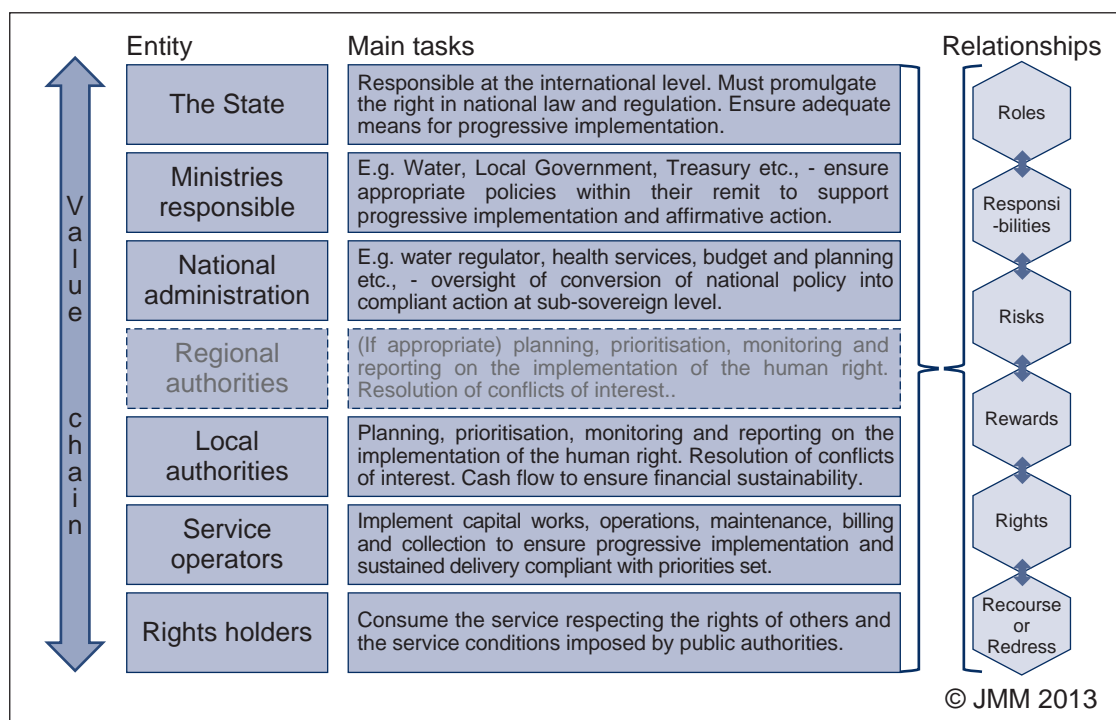 Entity
Main tasks
Relationships
Value chain
The State
Responsible at the international level. Must promulgate
the right in national law and regulation. Ensure adequate
means for progressive implementation.
Ministries
responsible
E.g. Water, Local Government, Treasury etc., - ensure
appropriate policies within their remit to support
progressive implementation and affirmative action.
National
administration
E.g. water regulator, health services, budget and planning
etc., - oversight of conversion of national policy into
compliant action at sub-sovereign level.
Regional
authorities
(If appropriate) planning, prioritisation, monitoring and
reporting on the implementation of the human right.
Resolution of conflicts of interest..
Local
authorities
Planning, prioritisation, monitoring and reporting on the
implementation of the human right. Resolution of conflicts
of interest. Cash flow to ensure financial sustainability.
Service
operators
Implement capital works, operations, maintenance, billing
and collection to ensure progressive implementation and
sustained delivery compliant with priorities set.
Rights holders
Consume the service respecting the rights of others and
the service conditions imposed by public authorities.
Roles
Responsi
-bilities
Risks
Rewards
Rights
Recourse
or
Redress
© JMM 2013